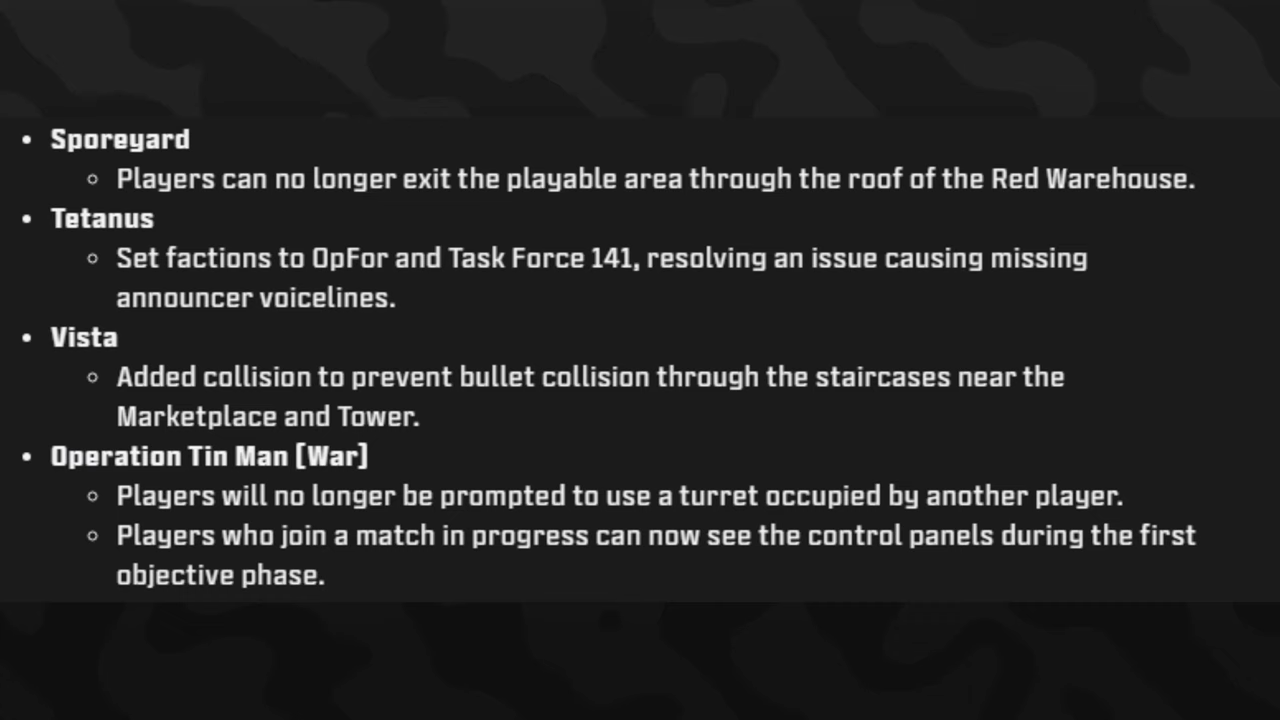 • Sporeyard
◦ Players can no longer exit the playable area through the roof of the Red Warehouse.
• Tetanus
◦ Set factions to OpFor and Task Force 141, resolving an issue causing missing
announcer voicelines.
• Vista
◦ Added collision to prevent bullet collision through the staircases near the
Marketplace and Tower.
• Operation Tin Man [War]
◦ Players will no longer be prompted to use a turret occupied by another player.
◦ Players who join a match in progress can now see the control panels during the first
objective phase.